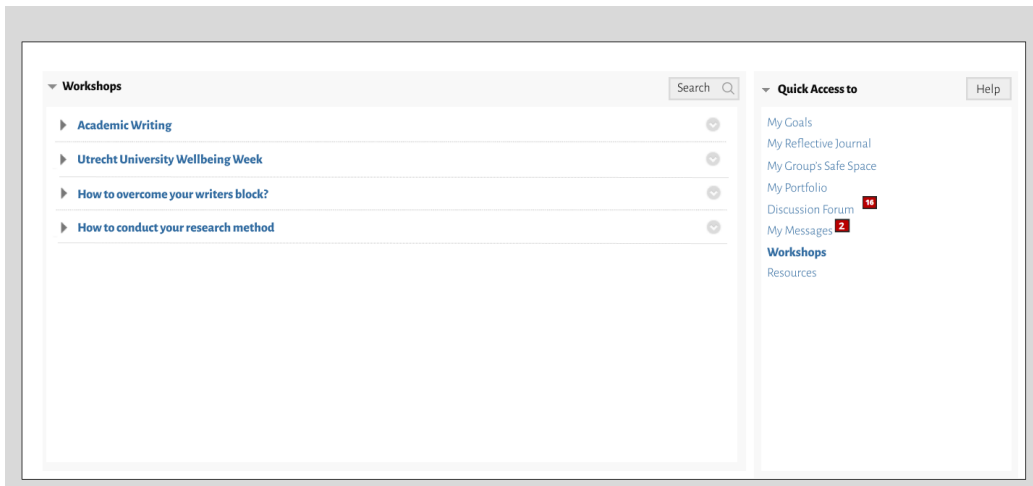 Workshops
Search
Academic Writing
Utrecht University Wellbeing Week
How to overcome your writers block?
How to conduct your research method
Quick Access to
Help
My Goals
My Reflective Journal
My Group's Safe Space
My Portfolio
Discussion Forum 16
My Messages 2
Workshops
Resources